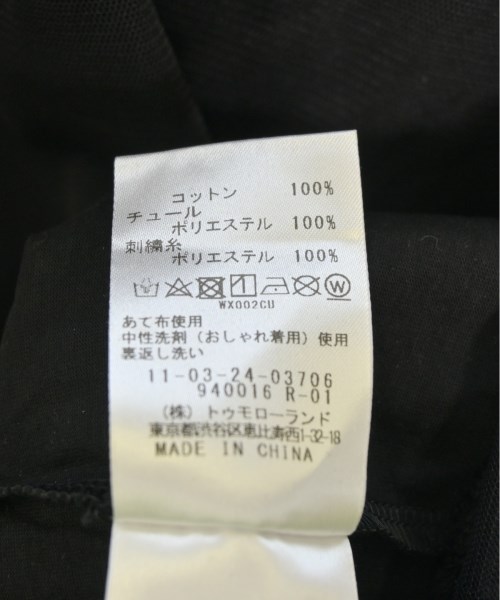 コットン 100%
チュール
ポリエステル 100%
刺繍糸
ポリエステル 100%
W
WX002CU
あて布使用
中性洗剤（おしゃれ着用）使用
裏返し洗い
11-03-24-03706
940016 R-01
（株）トゥモローランド
東京都渋谷区恵比寿西1-32-18
MADE IN CHINA